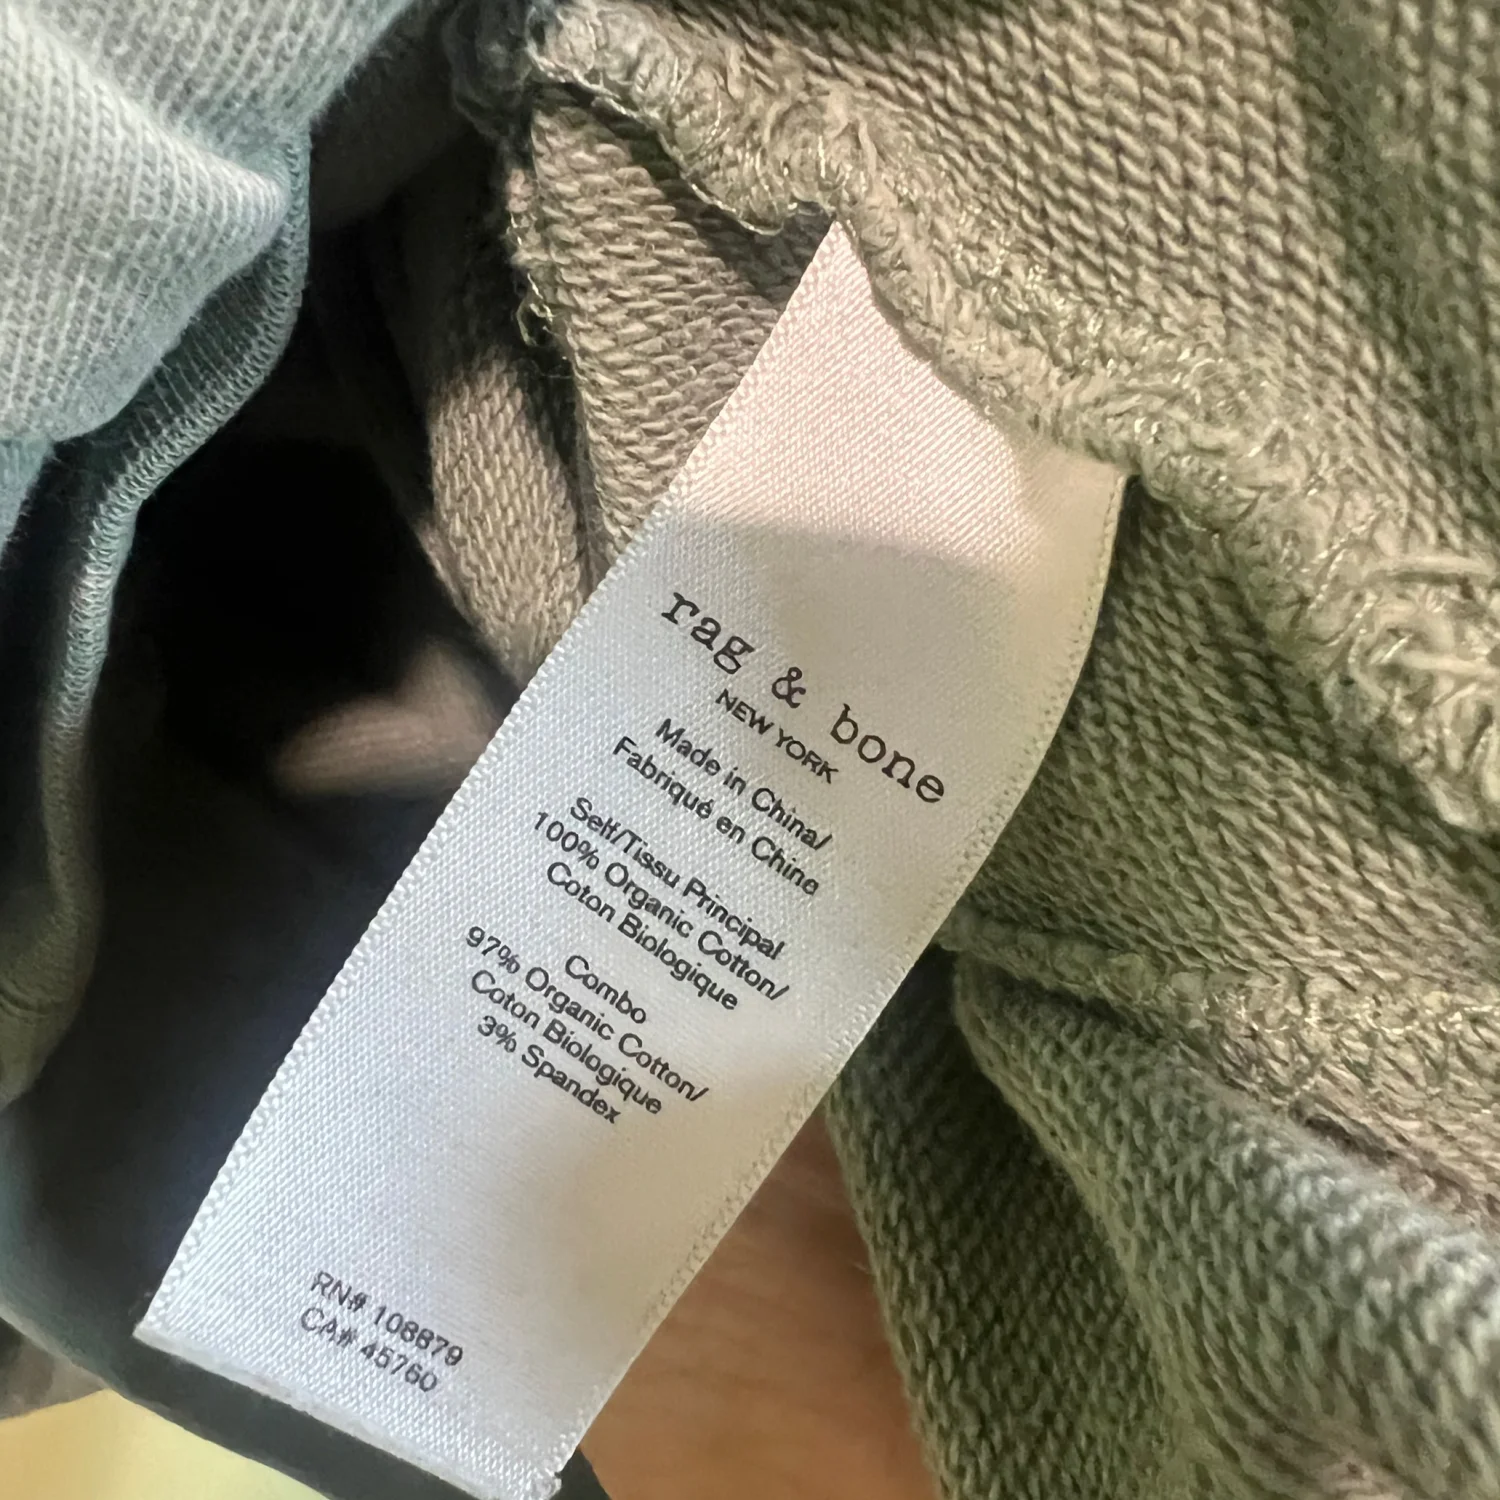 rag & bone
NEW YORK
Made in China/
Fabriqué en Chine
Self/Tissu Principal
100% Organic Cotton/
Coton Biologique
Combo
97% Organic Cotton/
Coton Biologique
3% Spandex
RN# 108879
CA# 45760